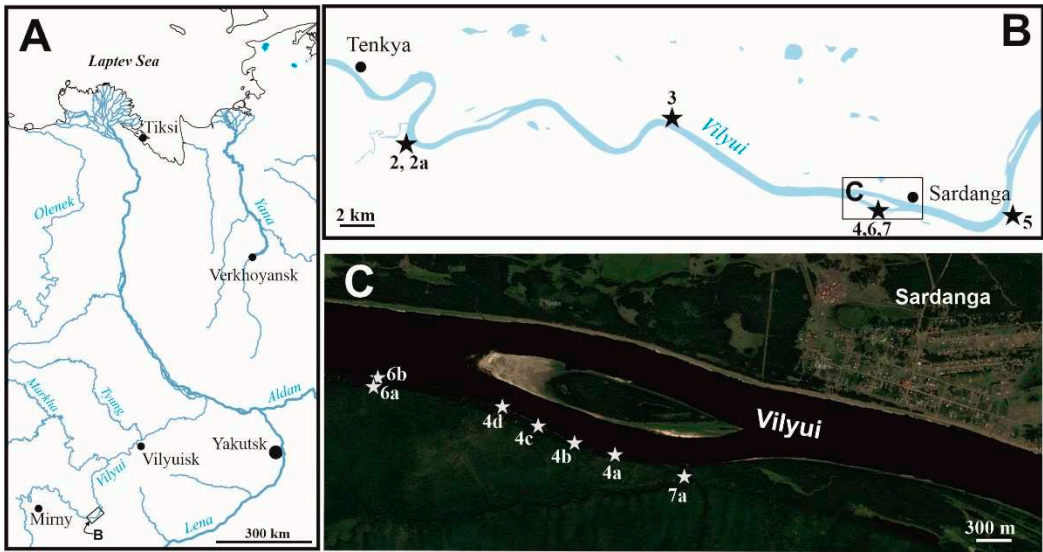 A
Laptev Sea
Tiksi
Olenek
Yana
Verkhoyansk
Markha
Tyung
Aldan
Yakutsk
Vilyuisk
Vilyui
Mirny
B
Lena
300 km
B
Tenkya
3
Vilyui
2, 2a
C
Sardanga
2 km
4,6,7
5
C
Sardanga
6b
6a
4d
Vilyui
4c
4b
4a
7a
300 m